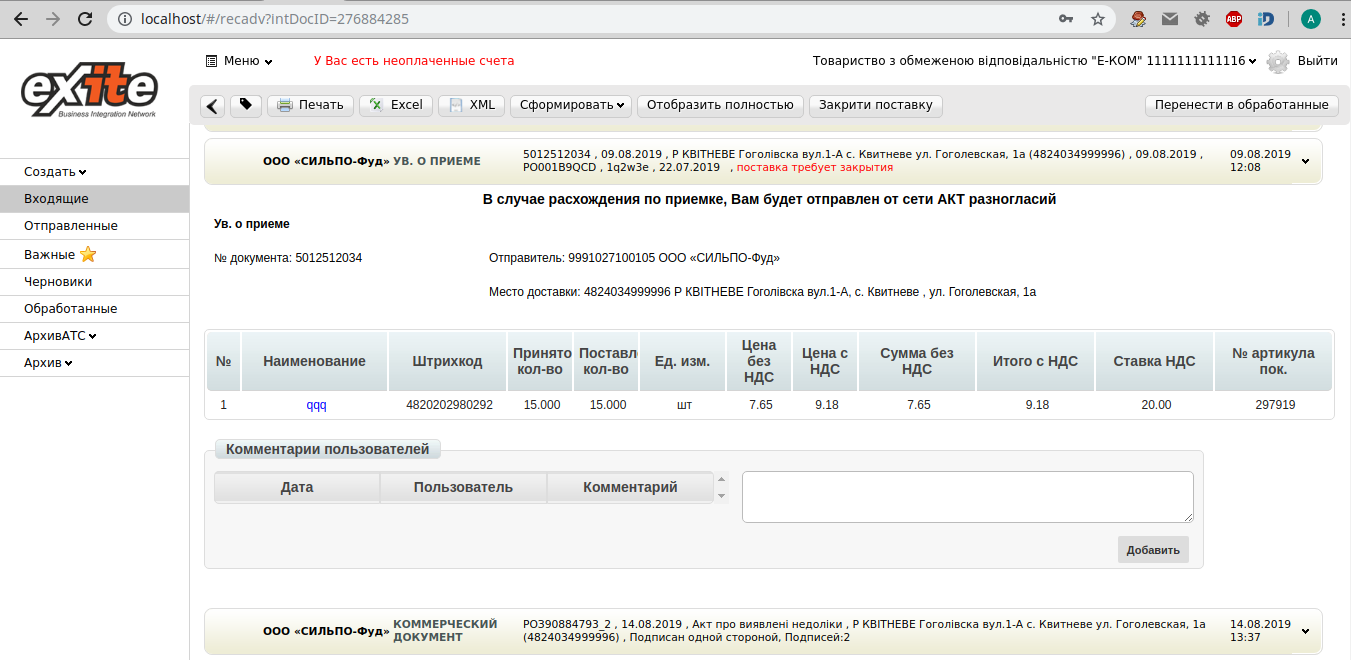 localhost/#/recadv?intDocID=276884285
ABP
A
exite
Business Integration Network
Меню
У Вас есть неоплаченные счета
Товариство з обмеженою відповідальністю "Е-КОМ" 1111111111116
Выйти
Печать
Excel
XML
Сформировать
Отобразить полностью
Закрити поставку
Перенести в обработанные
Создать
Входящие
Отправленные
Важные
Черновики
Обработанные
АрхивАТС
Архив
ООО «СИЛЬПО-Фуд» УВ. О ПРИЕМЕ
5012512034 , 09.08.2019 , Р КВІТНЕВЕ Гоголівска вул.1-А с. Квитневе ул. Гоголевская, 1а (4824034999996) , 09.08.2019 ,
PO001B9QCD , 1q2w3e , 22.07.2019 , поставка требует закрытия
09.08.2019
12:08
В случае расхождения по приемке, Вам будет отправлен от сети АКТ разногласий
Ув. о приеме
№ документа: 5012512034
Отправитель: 9991027100105 ООО «СИЛЬПО-Фуд»
Место доставки: 4824034999996 Р КВІТНЕВЕ Гоголівска вул.1-А, с. Квитневе , ул. Гоголевская, 1а
№ Наименование Штрихкод Принято кол-во Поставл кол-во Ед. изм. Цена без НДС Цена с НДС Сумма без НДС Итого с НДС Ставка НДС № артикула пок.
1 qqq 4820202980292 15.000 15.000 шт 7.65 9.18 7.65 9.18 20.00 297919
Комментарии пользователей
Дата Пользователь Комментарий
Добавить
ООО «СИЛЬПО-Фуд» КОММЕРЧЕСКИЙ ДОКУМЕНТ
PO390884793_2 , 14.08.2019 , Акт про виявлені недоліки , Р КВІТНЕВЕ Гоголівска вул.1-А с. Квитневе ул. Гоголевская, 1а
(4824034999996) , Подписан одной стороной, Подписей:2
14.08.2019
13:37